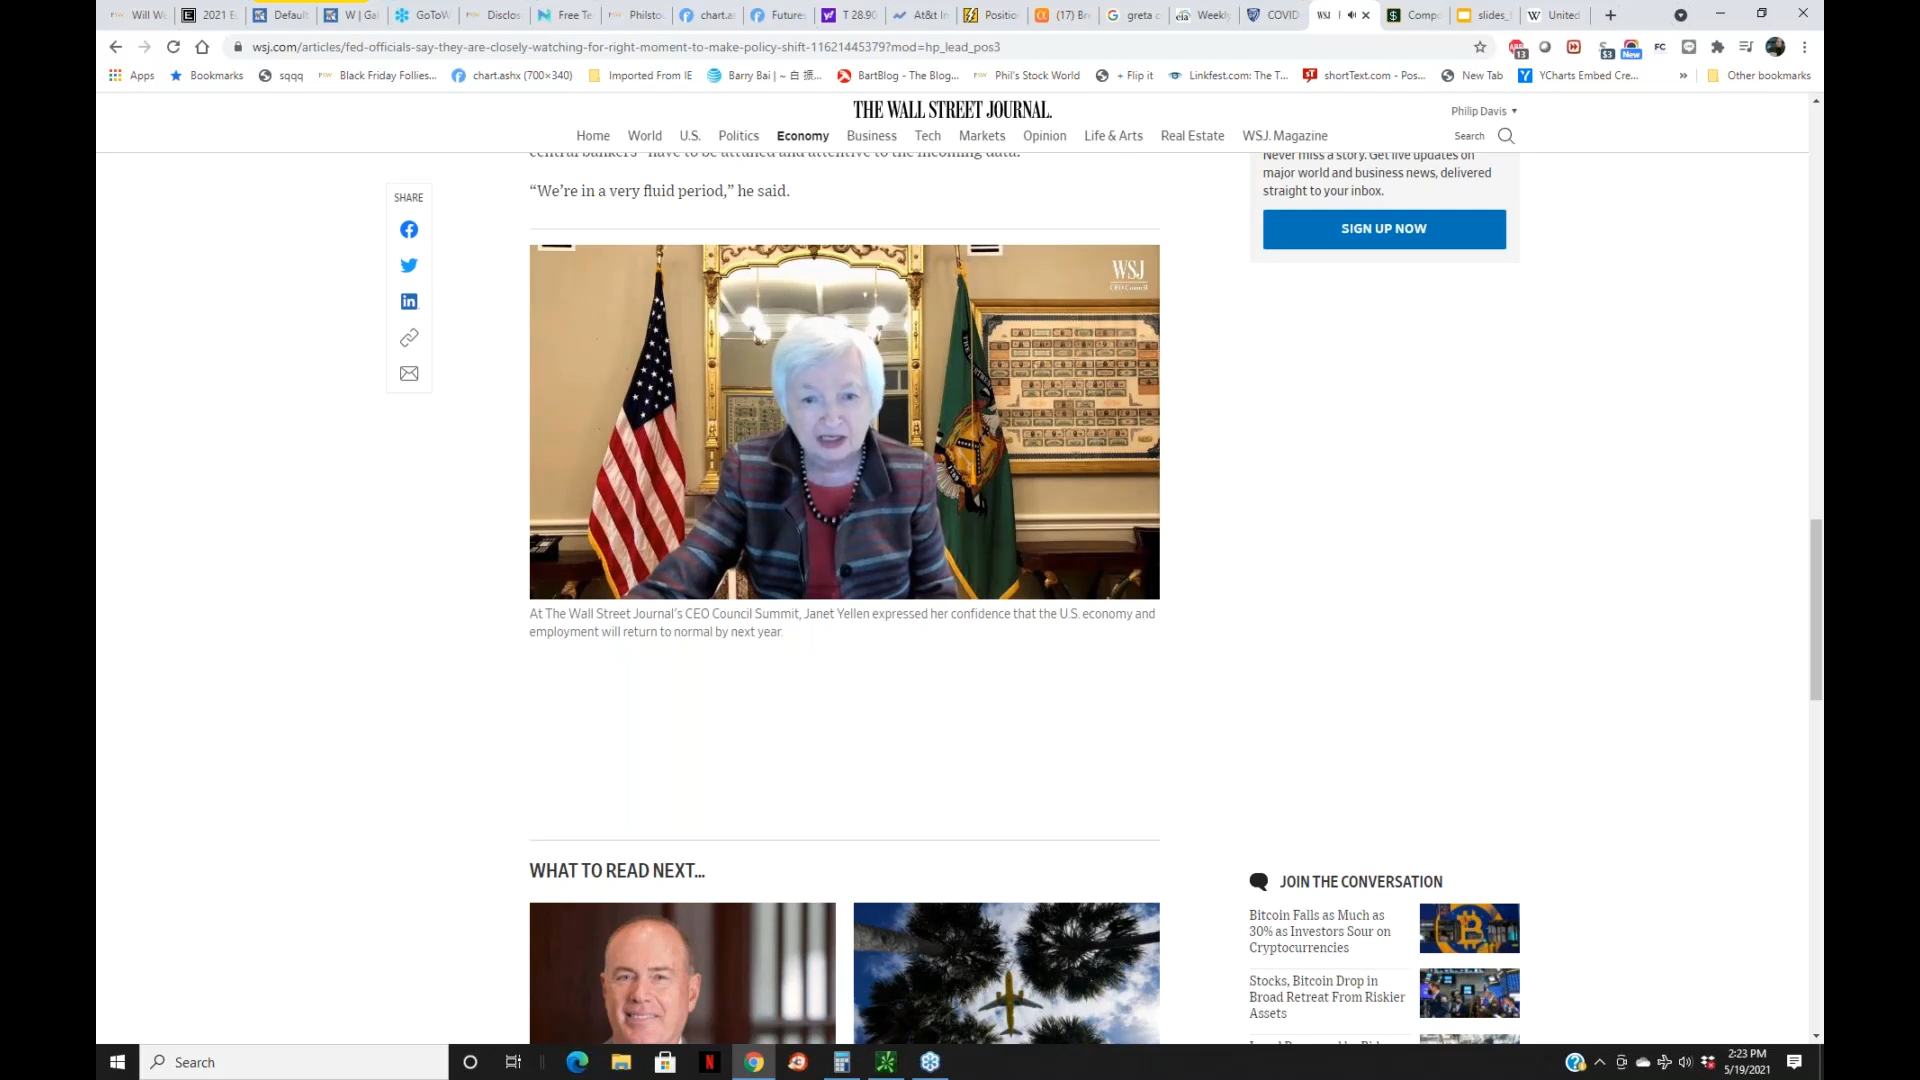 Will We
2021 E
Default
W | Ga
GoToW
Disclos
Free Te
Philsto
chart.as
Futures
T 28.90
At&t In
Positio
(17) Br
greta c
Weekly
COVID
WSJ
Compo
slides_
United
wsj.com/articles/fed-officials-say-they-are-closely-watching-for-right-moment-to-make-policy-shift-11621445379?mod=hp_lead_pos3
13
$3
New
FC
Apps
Bookmarks
sqqq
Black Friday Follies...
chart.ashx (700×340)
Imported From IE
Barry Bai | ~ 白 振...
BartBlog - The Blog...
Phil's Stock World
+ Flip it
Linkfest.com: The T...
shortText.com - Pos...
New Tab
YCharts Embed Cre...
»
Other bookmarks
THE WALL STREET JOURNAL.
Philip Davis
Home World U.S. Politics Economy Business Tech Markets Opinion Life & Arts Real Estate WSJ. Magazine
Search
central bankers “have to be attuned and attentive to the incoming data.”
“We’re in a very fluid period,” he said.
Never miss a story. Get live updates on
major world and business news, delivered
straight to your inbox.
SIGN UP NOW
SHARE
WSJ
CEO Council
At The Wall Street Journal’s CEO Council Summit, Janet Yellen expressed her confidence that the U.S. economy and
employment will return to normal by next year.
WHAT TO READ NEXT...
JOIN THE CONVERSATION
Bitcoin Falls as Much as
30% as Investors Sour on
Cryptocurrencies
Stocks, Bitcoin Drop in
Broad Retreat From Riskier
Assets
Search
2:23 PM
5/19/2021